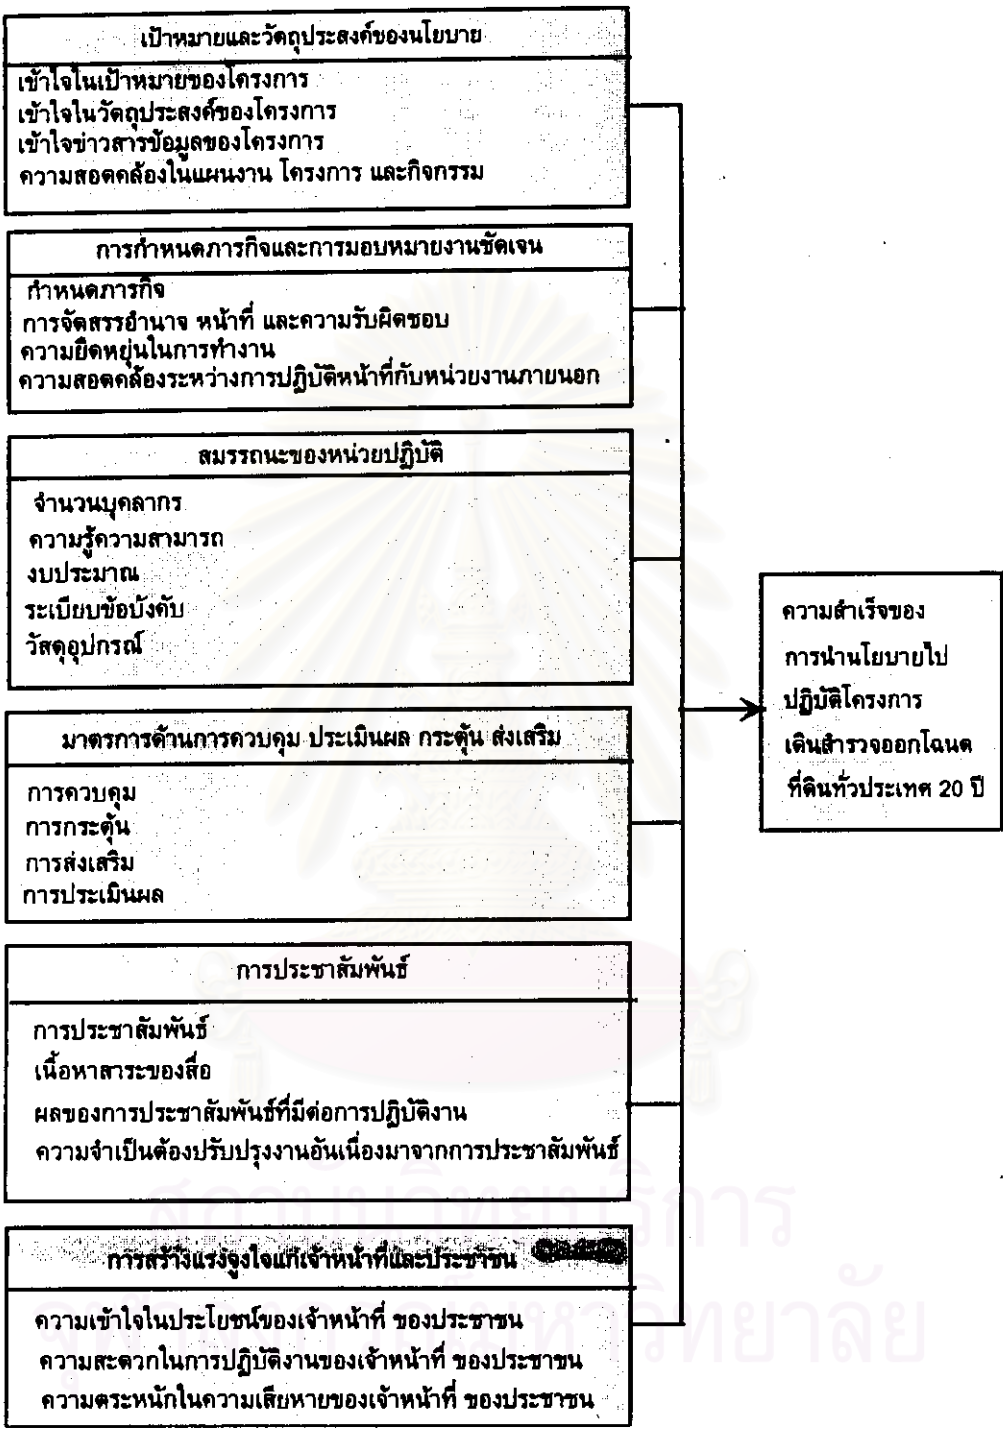 เป้าหมายและวัตถุประสงค์ของนโยบาย
เข้าใจในเป้าหมายของโครงการ
เข้าใจในวัตถุประสงค์ของโครงการ
เข้าใจข่าวสารข้อมูลของโครงการ
ความสอดคล้องในแผนงาน โครงการ และกิจกรรม
การกำหนดภารกิจและการมอบหมายงานชัดเจน
กำหนดภารกิจ
การจัดสรรอำนาจ หน้าที่ และความรับผิดชอบ
ความยืดหยุ่นในการทำงาน
ความสอดคล้องระหว่างการปฏิบัติหน้าที่กับหน่วยงานภายนอก
สมรรถนะของหน่วยปฏิบัติ
จำนวนบุคลากร
ความรู้ความสามารถ
งบประมาณ
ระเบียบข้อบังคับ
วัสดุอุปกรณ์
มาตรการด้านการควบคุม ประเมินผล กระตุ้น ส่งเสริม
การควบคุม
การกระตุ้น
การส่งเสริม
การประเมินผล
การประชาสัมพันธ์
การประชาสัมพันธ์
เนื้อหาสาระของสื่อ
ผลของการประชาสัมพันธ์ที่มีต่อการปฏิบัติงาน
ความจำเป็นต้องปรับปรุงงานอันเนื่องมาจากการประชาสัมพันธ์
การสร้างแรงจูงใจแก่เจ้าหน้าที่และประชาชน
ความเข้าใจในประโยชน์ของเจ้าหน้าที่ ของประชาชน
ความสะดวกในการปฏิบัติงานของเจ้าหน้าที่ ของประชาชน
ความตระหนักในความเสียหายของเจ้าหน้าที่ ของประชาชน
ความสำเร็จของ
การนำนโยบายไป
ปฏิบัติโครงการ
เดินสำรวจออกโฉนด
ที่ดินทั่วประเทศ 20 ปี
สถาบันวิทยบริการ
จุฬาลงกรณ์มหาวิทยาลัย